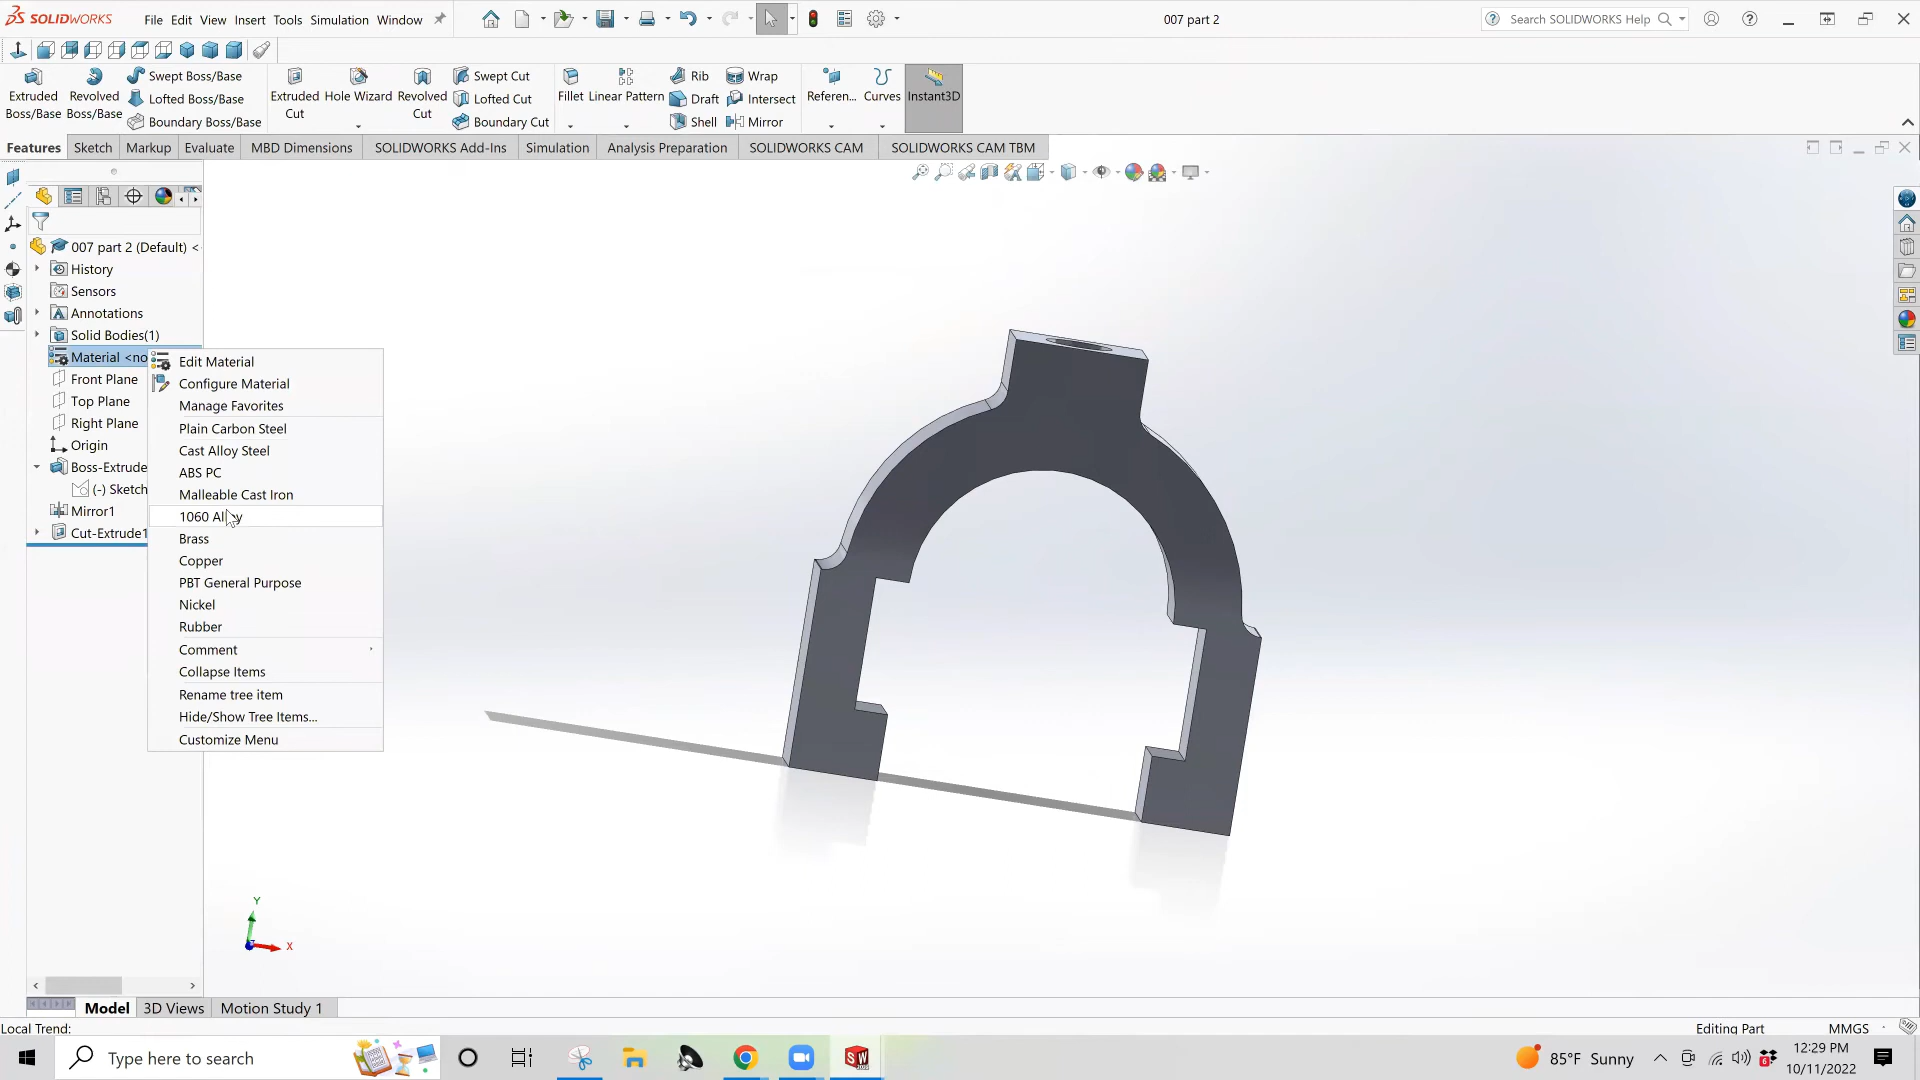 SOLIDWORKS
File Edit View Insert Tools Simulation Window
007 part 2
Search SOLIDWORKS Help
Extruded Boss/Base
Revolved Boss/Base
Swept Boss/Base
Lofted Boss/Base
Boundary Boss/Base
Extruded Cut
Hole Wizard
Revolved Cut
Swept Cut
Lofted Cut
Boundary Cut
Fillet
Linear Pattern
Rib
Draft
Shell
Wrap
Intersect
Mirror
Referen...
Curves
Instant3D
Features Sketch Markup Evaluate MBD Dimensions SOLIDWORKS Add-Ins Simulation Analysis Preparation SOLIDWORKS CAM SOLIDWORKS CAM TBM
007 part 2 (Default) <
History
Sensors
Annotations
Solid Bodies(1)
Material <no
Front Plane
Top Plane
Right Plane
Origin
Boss-Extrude
(-) Sketch
Mirror1
Cut-Extrude1
Edit Material
Configure Material
Manage Favorites
Plain Carbon Steel
Cast Alloy Steel
ABS PC
Malleable Cast Iron
1060 Alloy
Brass
Copper
PBT General Purpose
Nickel
Rubber
Comment
Collapse Items
Rename tree item
Hide/Show Tree Items...
Customize Menu
Y
X
Model 3D Views Motion Study 1
Local Trend:
Editing Part
MMGS
Type here to search
85°F Sunny
12:29 PM
10/11/2022